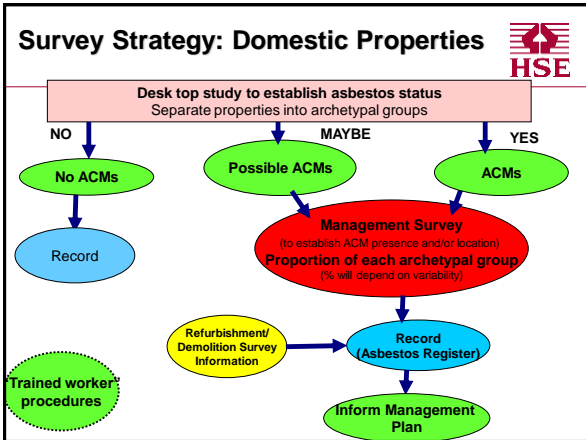 Survey Strategy: Domestic Properties
HSE
Desk top study to establish asbestos status
Separate properties into archetypal groups
NO
MAYBE
YES
No ACMs
Possible ACMs
ACMs
Record
Management Survey
(to establish ACM presence and/or location)
Proportion of each archetypal group
(% will depend on variability)
Refurbishment/
Demolition Survey
Information
Record
(Asbestos Register)
"Trained worker"
procedures
Inform Management
Plan